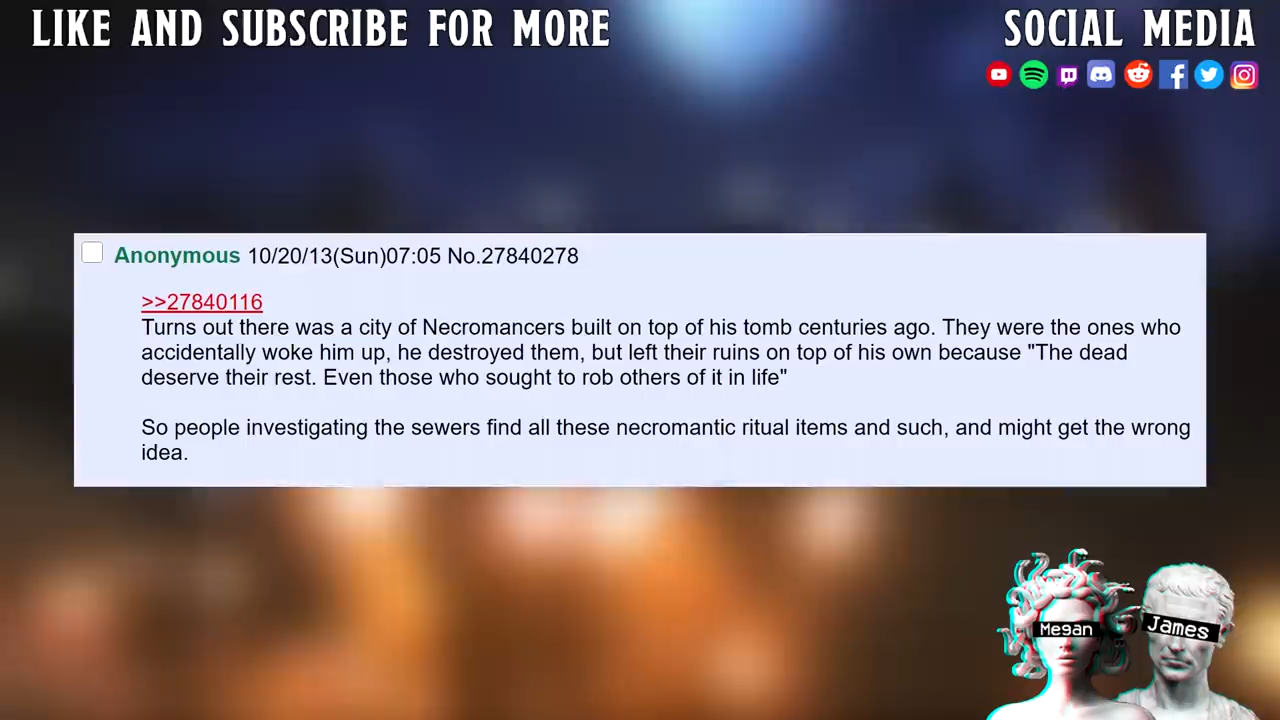 LIKE AND SUBSCRIBE FOR MORE
SOCIAL MEDIA
Anonymous 10/20/13(Sun)07:05 No.27840278
>>27840116
Turns out there was a city of Necromancers built on top of his tomb centuries ago. They were the ones who
accidentally woke him up, he destroyed them, but left their ruins on top of his own because "The dead
deserve their rest. Even those who sought to rob others of it in life"
So people investigating the sewers find all these necromantic ritual items and such, and might get the wrong
idea.
Megan
James